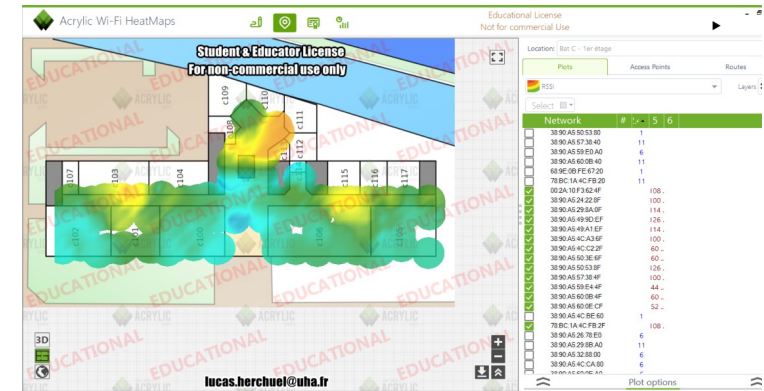 Acrylic Wi-Fi HeatMaps
Educational License
Not for commercial Use
Student & Educator License
For non-commercial use only
Location: Bat C - 1er étage
Plots
Access Points
Routes
RSSI
Layers
Select
Network # 5 6
38:90:A5:50:53:80 1
38:90:A5:57:38:40 11
38:90:A5:59:E0:A0 6
38:90:A5:60:0B:40 11
68:9E:0B:FE:67:20 1
78:BC:1A:4C:FB:20 11
00:2A:10:F3:62:4F 108 .
38:90:A5:24:22:8F 100 .
38:90:A5:29:8A:0F 114 .
38:90:A5:49:9D:EF 126 .
38:90:A5:49:A1:EF 114 .
38:90:A5:4C:A3:6F 100 .
38:90:A5:4C:C2:2F 60 ..
38:90:A5:50:3E:6F 60 ..
38:90:A5:50:53:8F 126 .
38:90:A5:57:38:4F 100 .
38:90:A5:59:E4:4F 44 ..
38:90:A5:60:0B:4F 60 ..
38:90:A5:60:0E:CF 52 ..
38:90:A5:4C:BE:60 1
78:BC:1A:4C:FB:2F 108 .
38:90:A5:26:78:E0 6
38:90:A5:29:8B:A0 11
38:90:A5:32:88:00 6
38:90:A5:4C:CA:80 6
Plot options
c109
c110
c108
c111
c112
c107
c103
c104
c115
c116
c117
c102
c101
c100
c106
3D
EDUCATIONAL
ACRYLIC
lucas.herchuel@uha.fr